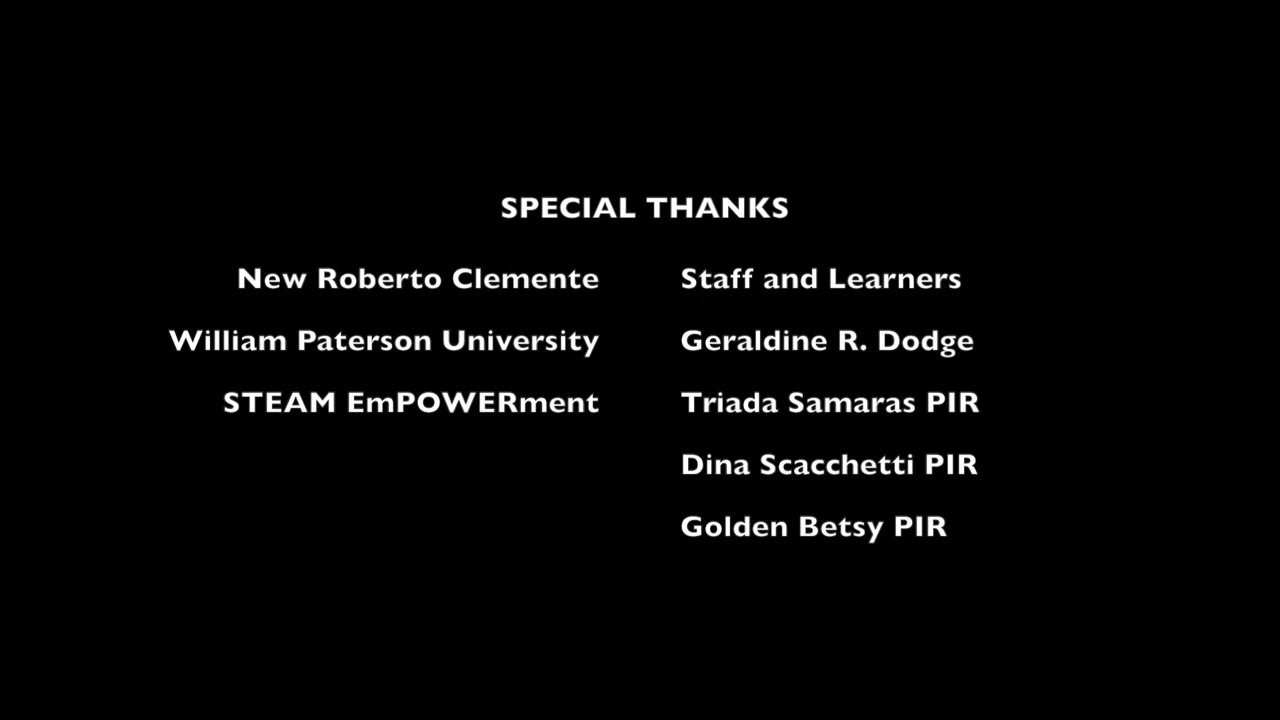 SPECIAL THANKS
New Roberto Clemente Staff and Learners
William Paterson University Geraldine R. Dodge
STEAM EmPOWERment Triada Samaras PIR
Dina Scacchetti PIR
Golden Betsy PIR